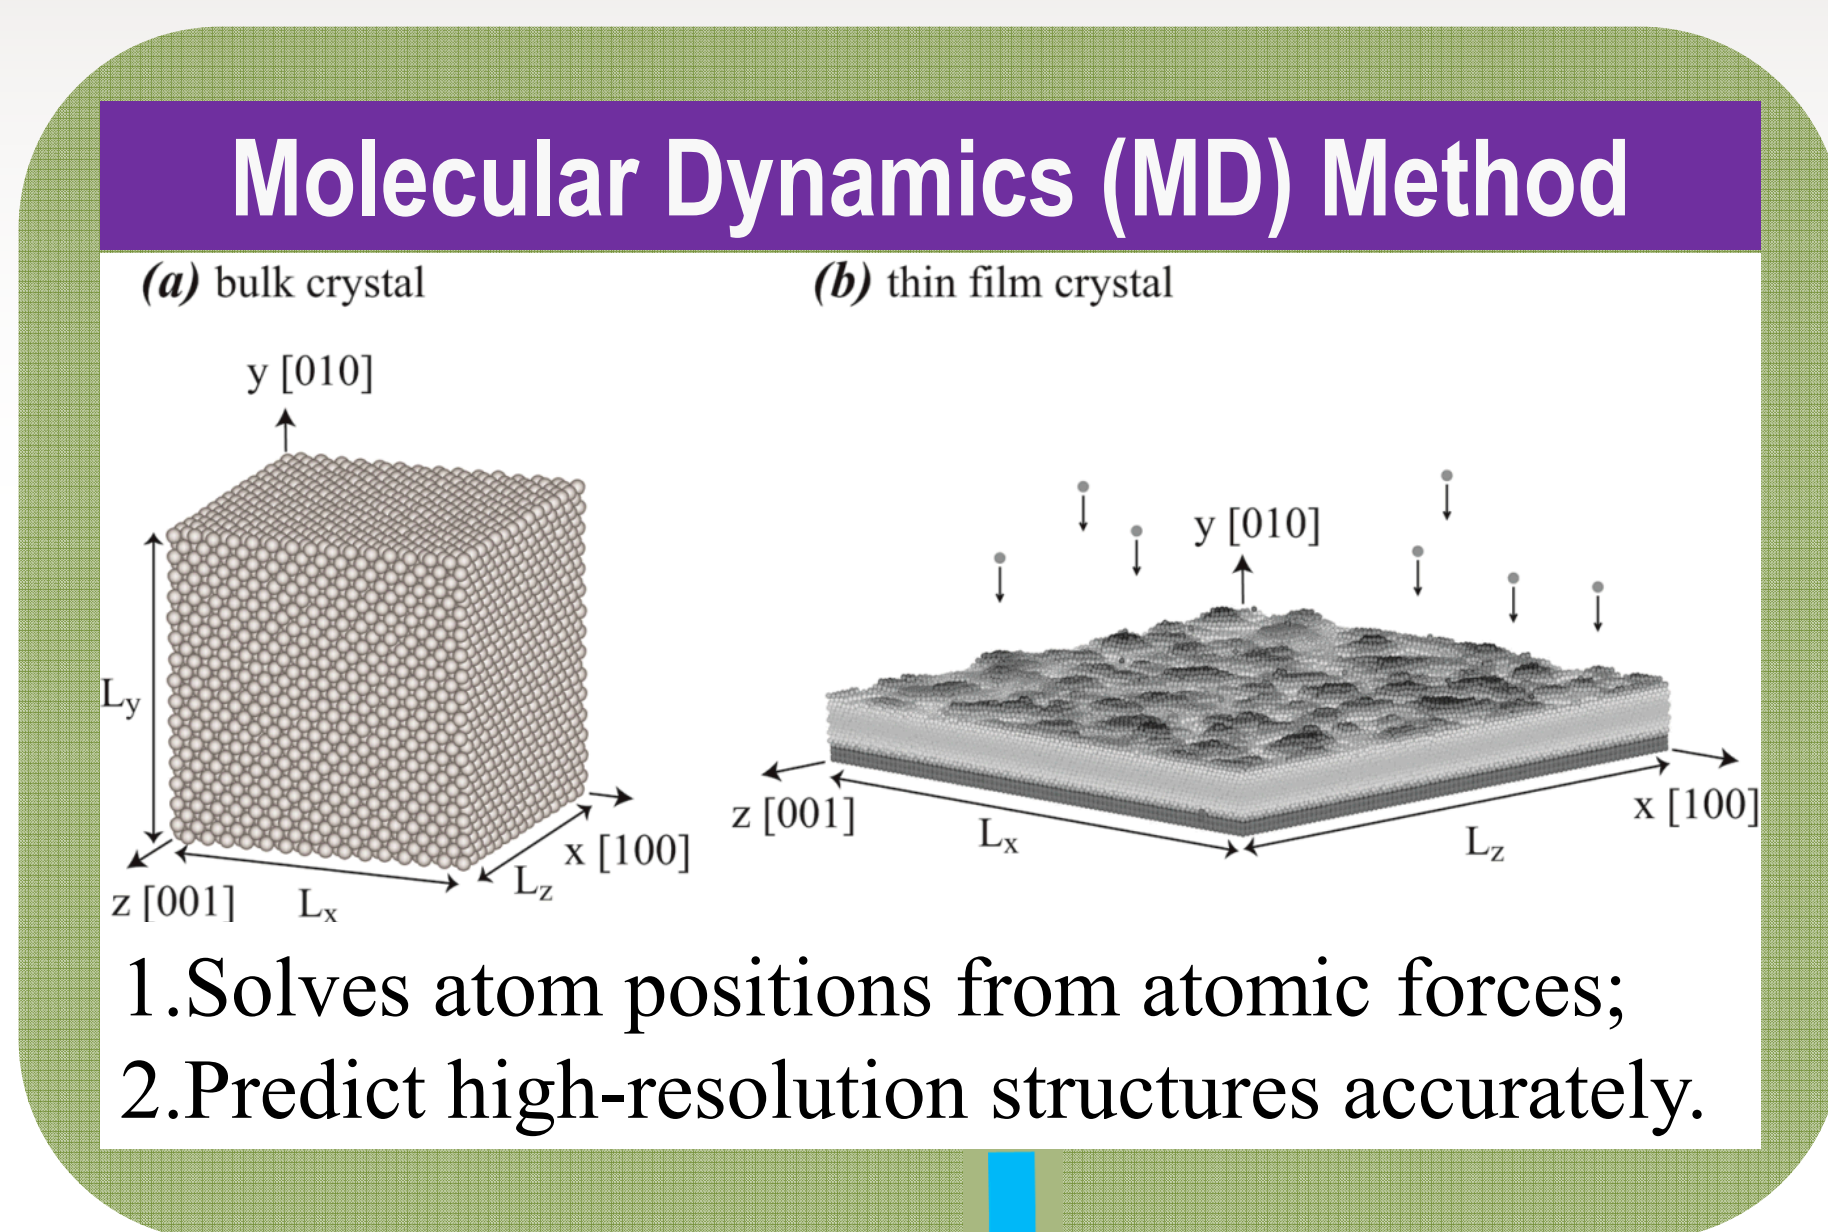 Molecular Dynamics (MD) Method
(a) bulk crystal
(b) thin film crystal
y [010]
y [010]
Ly
z [001]
Lx
Lz
x [100]
z [001]
Lx
Lz
x [100]
1.Solves atom positions from atomic forces;
2.Predict high-resolution structures accurately.